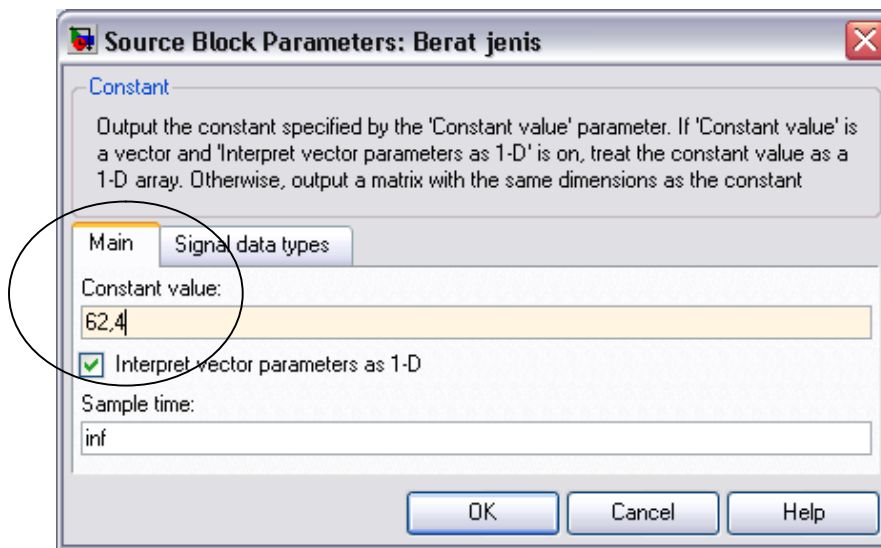 Source Block Parameters: Berat jenis
Constant
Output the constant specified by the 'Constant value' parameter. If 'Constant value' is
a vector and 'Interpret vector parameters as 1-D' is on, treat the constant value as a
1-D array. Otherwise, output a matrix with the same dimensions as the constant
Main Signal data types
Constant value:
62,4
Interpret vector parameters as 1-D
Sample time:
inf
OK Cancel Help